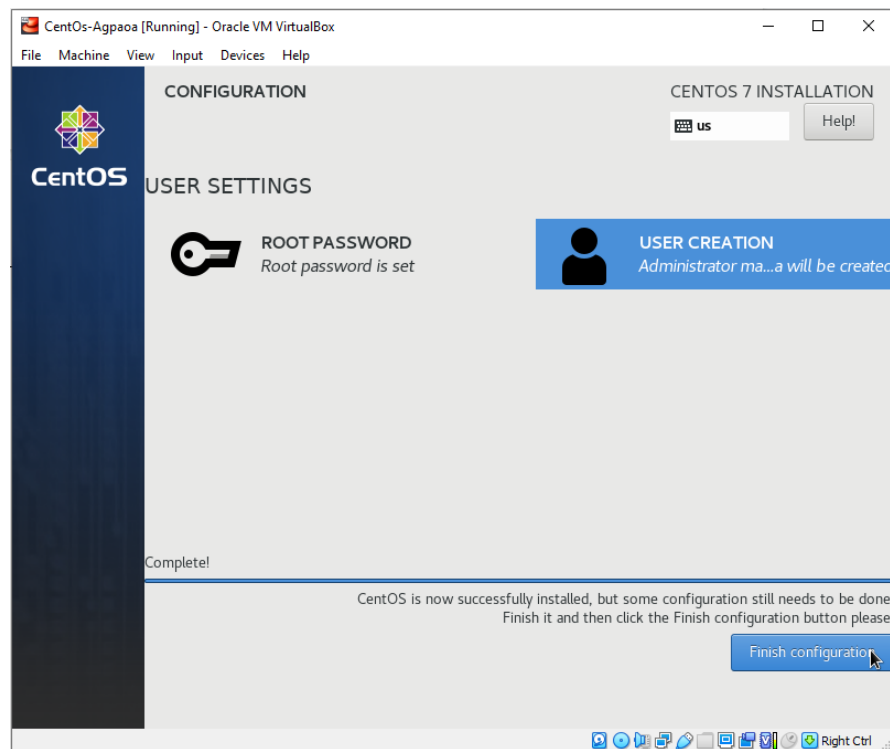 CentOs-Agpaoa [Running] - Oracle VM VirtualBox
File Machine View Input Devices Help
CentOS
CONFIGURATION
CENTOS 7 INSTALLATION
us
Help!
USER SETTINGS
ROOT PASSWORD
Root password is set
USER CREATION
Administrator ma...a will be created
Complete!
CentOS is now successfully installed, but some configuration still needs to be done
Finish it and then click the Finish configuration button please
Finish configuration
Right Ctrl